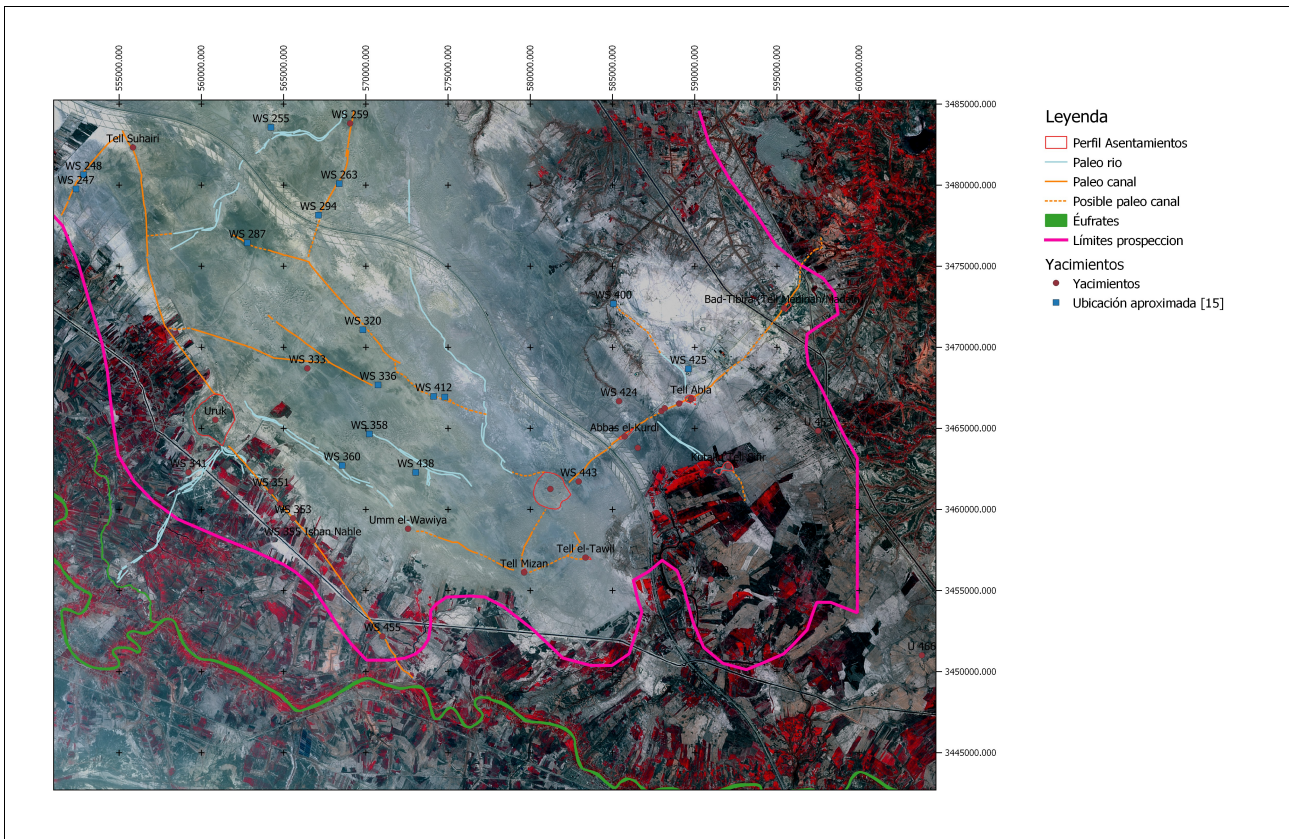 555000.000
560000.000
565000.000
570000.000
575000.000
580000.000
585000.000
590000.000
595000.000
600000.000
3485000.000
3480000.000
3475000.000
3470000.000
3465000.000
3460000.000
3455000.000
3450000.000
3445000.000
WS 255
WS 259
Tell Suhairi
WS 248
WS 247
WS 263
WS 294
WS 287
WS 400
Bad-Tibira (Tell Medinah/Madain)
WS 320
WS 333
WS 336
WS 412
WS 425
WS 424
Tell Abla
Uruk
WS 358
Abbas el-Kurdi
WS 341
WS 360
WS 438
WS 443
WS 351
WS 353
WS 355 Ishan Nahle
Umm el-Wawiya
Tell Mizan
Tell el-Tawil
WS 455
U 466
Leyenda
Perfil Asentamientos
Paleo rio
Paleo canal
Posible paleo canal
Éufrates
Límites prospeccion
Yacimientos
Yacimientos
Ubicación aproximada [15]